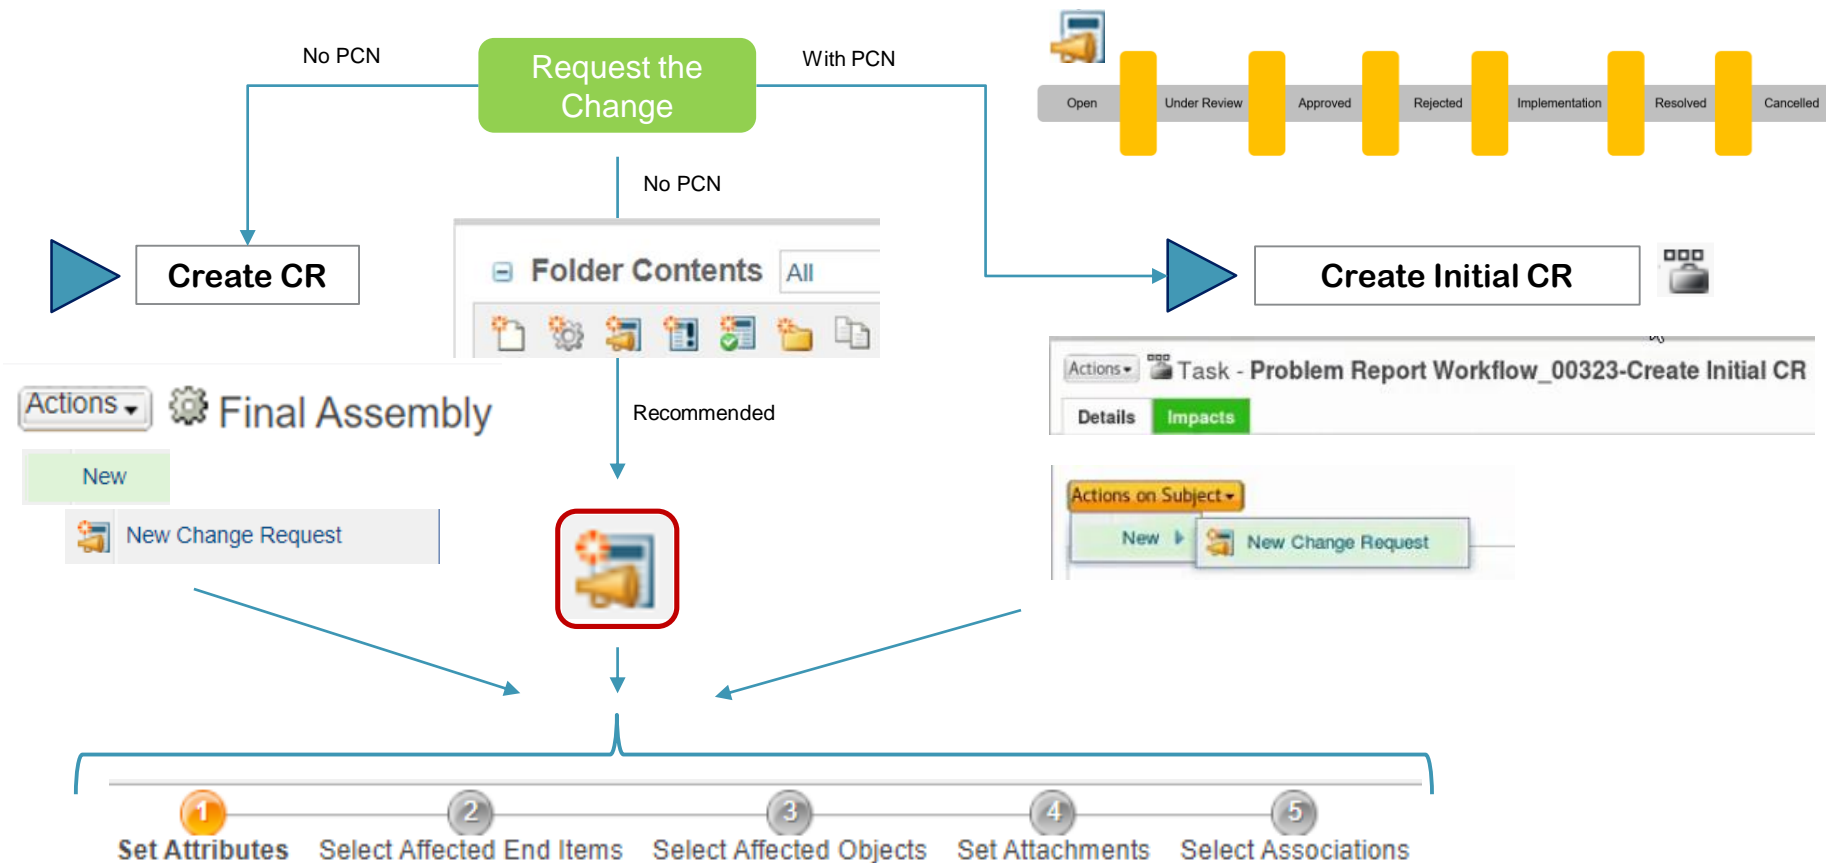 No PCN
Request the
Change
With PCN
Open
Under Review
Approved
Rejected
Implementation
Resolved
Cancelled
No PCN
Create CR
Folder Contents
All
Create Initial CR
Actions
Final Assembly
New
New Change Request
Recommended
Actions
Task - Problem Report Workflow_00323-Create Initial CR
Details
Impacts
Actions on Subject
New
New Change Request
1
2
3
4
5
Set Attributes
Select Affected End Items
Select Affected Objects
Set Attachments
Select Associations